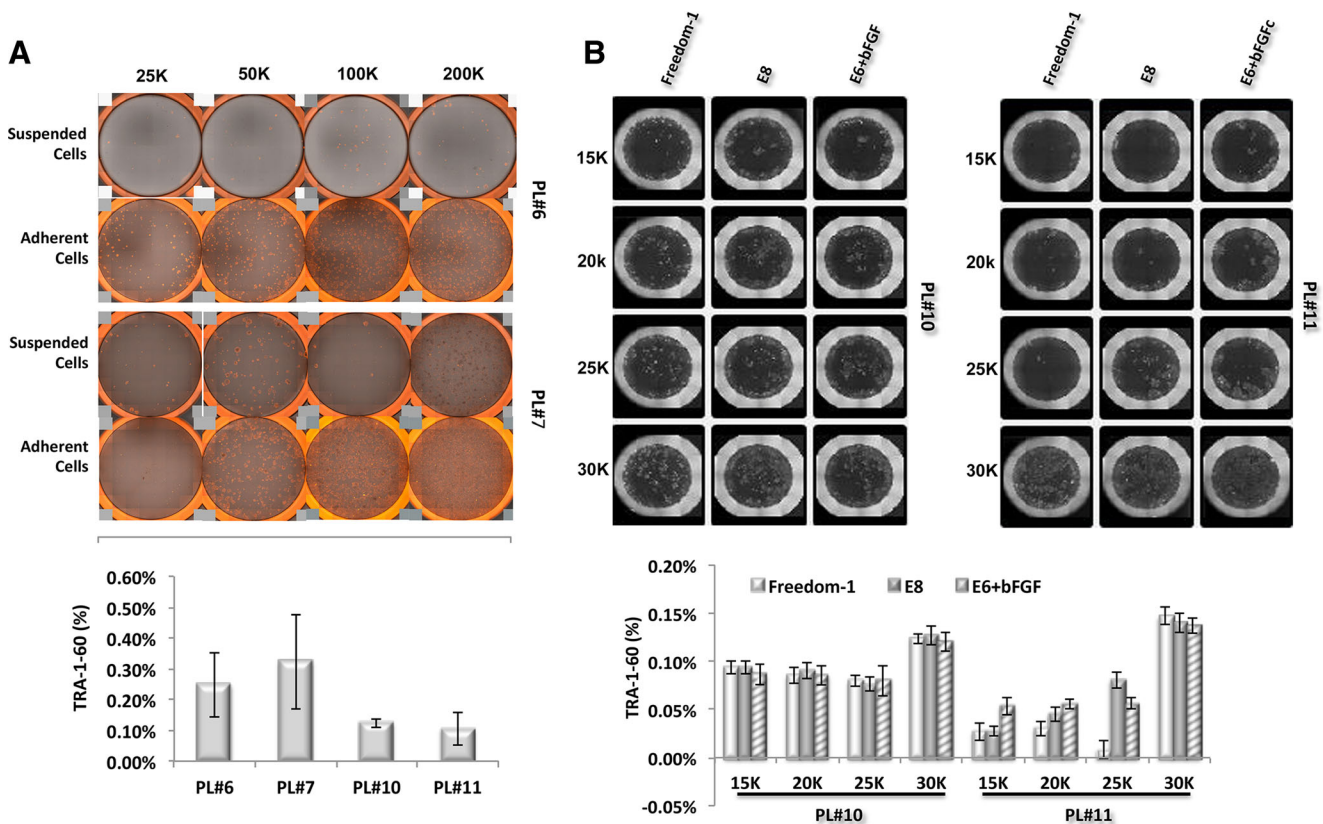 A
25K 50K 100K 200K
Suspended
Cells
Adherent
Cells
PL#6
Suspended
Cells
Adherent
Cells
PL#7
TRA-1-60 (%)
0.60%
0.50%
0.40%
0.30%
0.20%
0.10%
0.00%
PL#6 PL#7 PL#10 PL#11
B
Freedom-1 E8 E6+bFGF
15K
20k
25K
30K
PL#10
Freedom-1 E8 E6+bFGFc
15K
20k
25K
30K
PL#11
TRA-1-60 (%)
Freedom-1 E8 E6+bFGF
0.20%
0.15%
0.10%
0.05%
0.00%
-0.05%
15K 20K 25K 30K 15K 20K 25K 30K
PL#10 PL#11